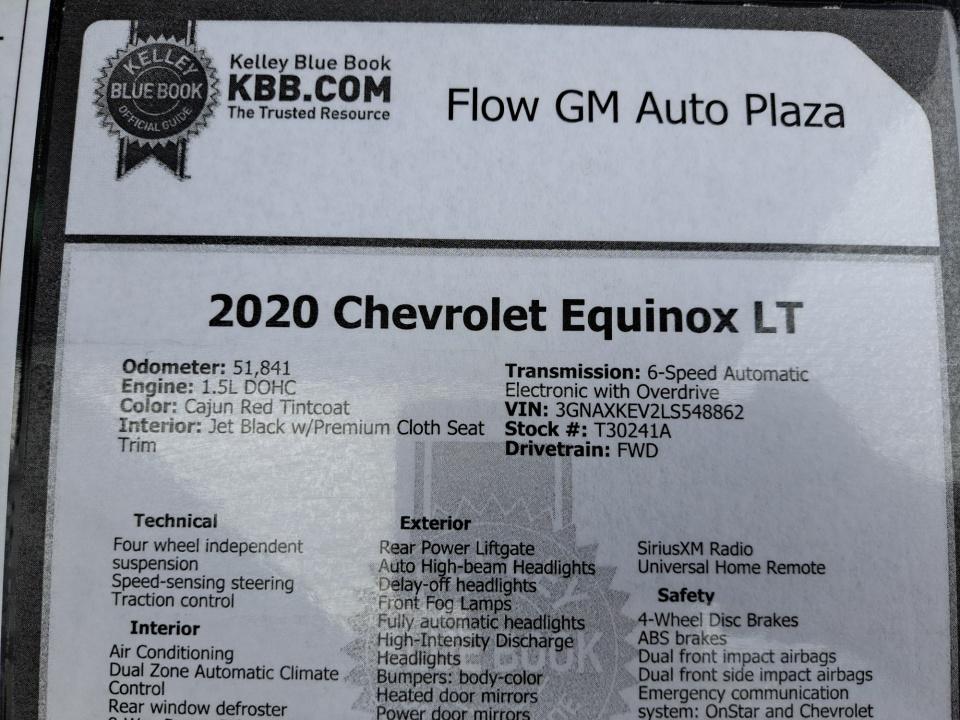 KELLEY
BLUE BOOK
OFFICIAL GUIDE
Kelley Blue Book
KBB.COM
The Trusted Resource
Flow GM Auto Plaza
2020 Chevrolet Equinox LT
Odometer: 51,841
Engine: 1.5L DOHC
Color: Cajun Red Tintcoat
Interior: Jet Black w/Premium Cloth Seat
Trim
Transmission: 6-Speed Automatic
Electronic with Overdrive
VIN: 3GNAXKEV2LS548862
Stock #: T30241A
Drivetrain: FWD
Technical
Four wheel independent
suspension
Speed-sensing steering
Traction control
Interior
Air Conditioning
Dual Zone Automatic Climate
Control
Rear window defroster
Exterior
Rear Power Liftgate
Auto High-beam Headlights
Delay-off headlights
Front Fog Lamps
Fully automatic headlights
High-Intensity Discharge
Headlights
Bumpers: body-color
Heated door mirrors
Power door mirrors
SiriusXM Radio
Universal Home Remote
Safety
4-Wheel Disc Brakes
ABS brakes
Dual front impact airbags
Dual front side impact airbags
Emergency communication
system: OnStar and Chevrolet